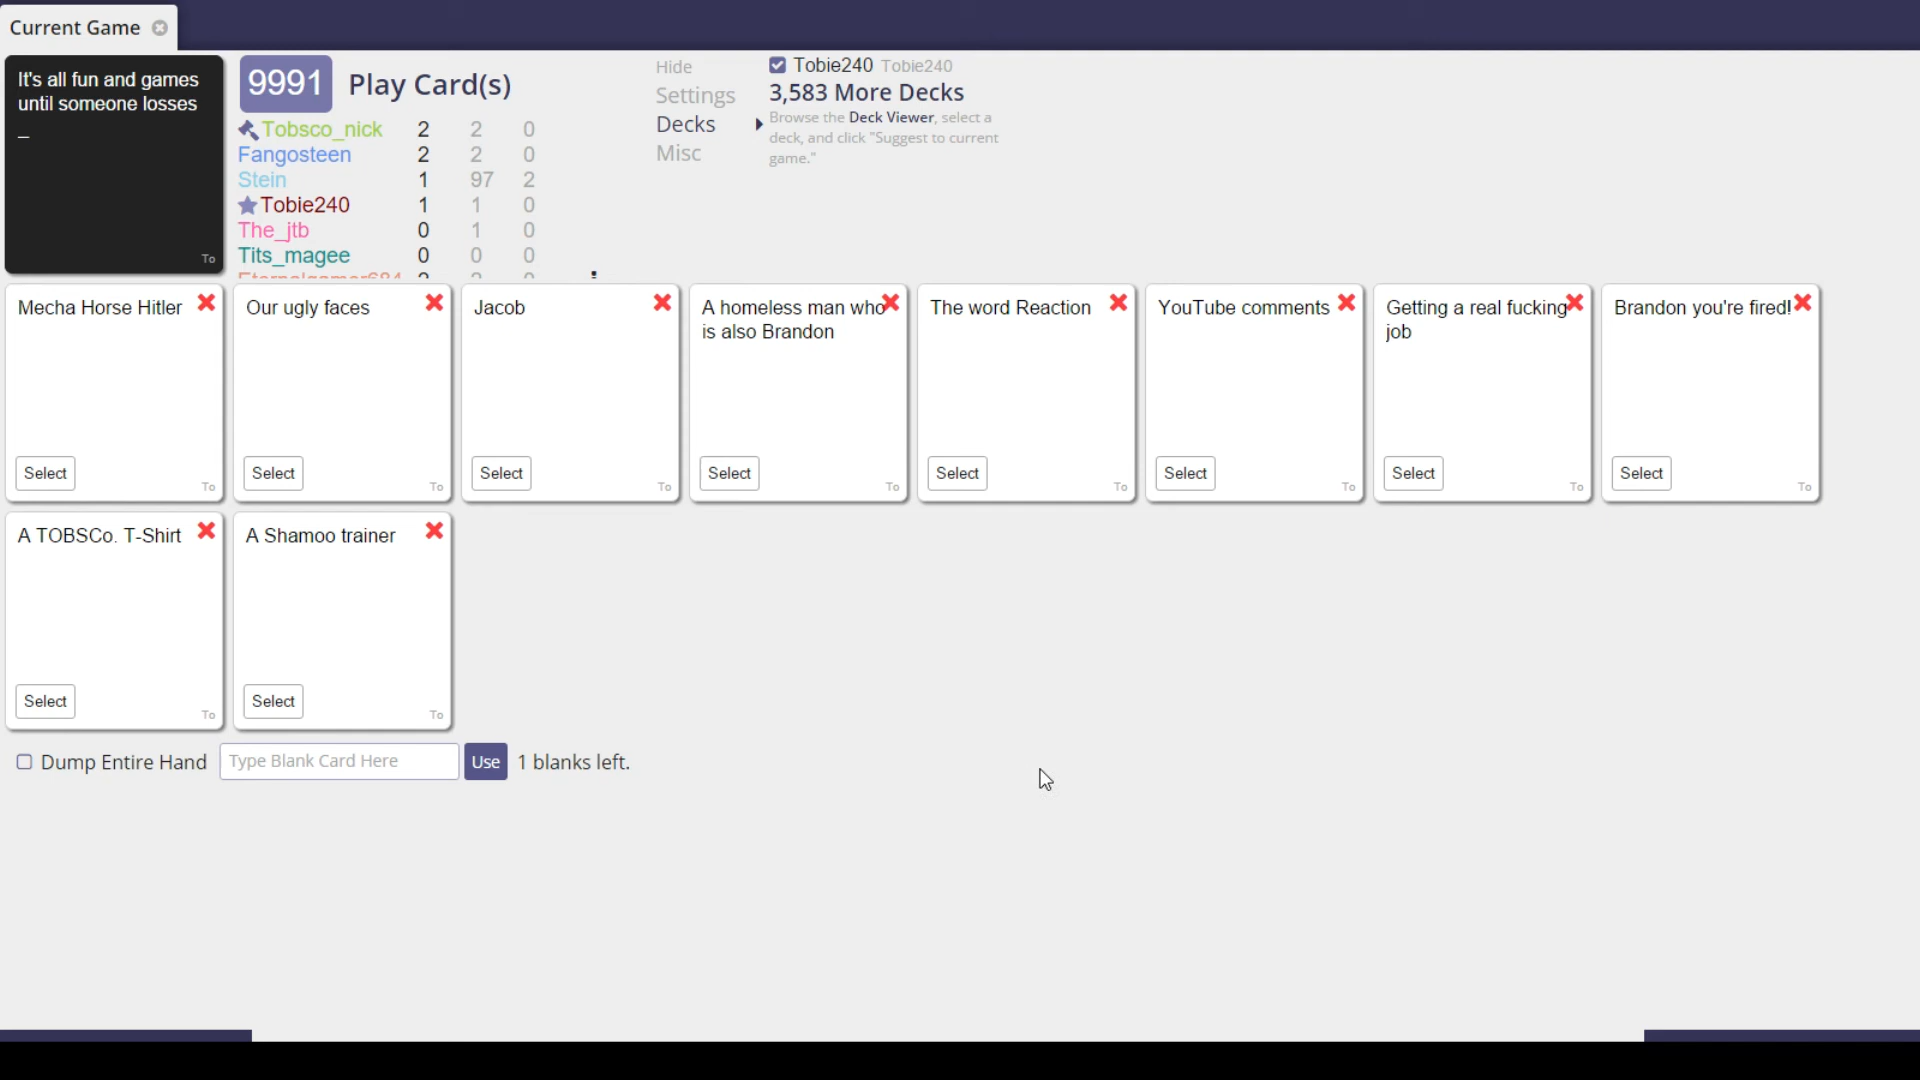 Current Game
It's all fun and games
until someone losses
_
To
9991 Play Card(s)
Tobsco_nick 2 2 0
Fangosteen 2 2 0
Stein 1 97 2
Tobie240 1 1 0
The_jtb 0 1 0
Tits_magee 0 0 0
Hide
Settings
Decks
Misc
Tobie240 Tobie240
3,583 More Decks
Browse the Deck Viewer, select a
deck, and click "Suggest to current
game."
Mecha Horse Hitler
Select
To
Our ugly faces
Select
To
Jacob
Select
To
A homeless man who
is also Brandon
Select
To
The word Reaction
Select
To
YouTube comments
Select
To
Getting a real fucking
job
Select
To
Brandon you're fired!
Select
To
A TOBSCo. T-Shirt
Select
To
A Shamoo trainer
Select
To
Dump Entire Hand
Type Blank Card Here
Use
1 blanks left.